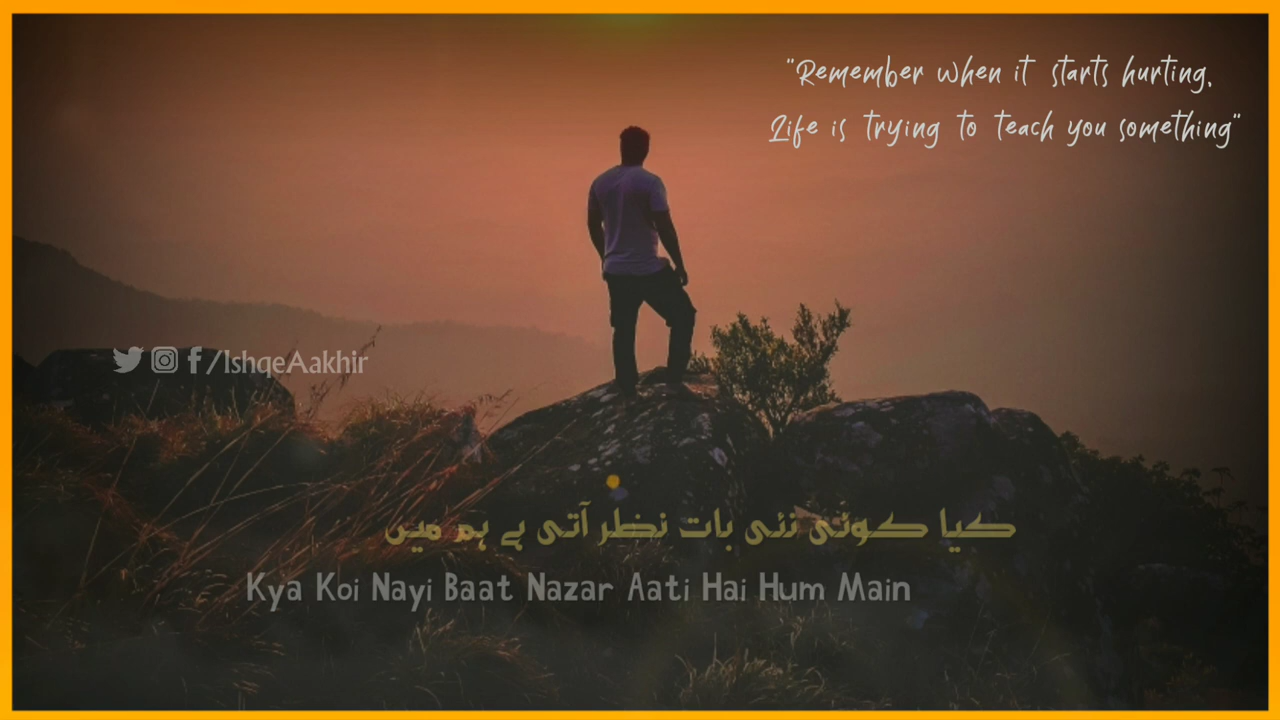 "Remember when it starts hurting,
Life is trying to teach you something"
/IshqeAakhir
کیا کوئی نئی بات نظر آتی ہے ہم میں
Kya Koi Nayi Baat Nazar Aati Hai Hum Main